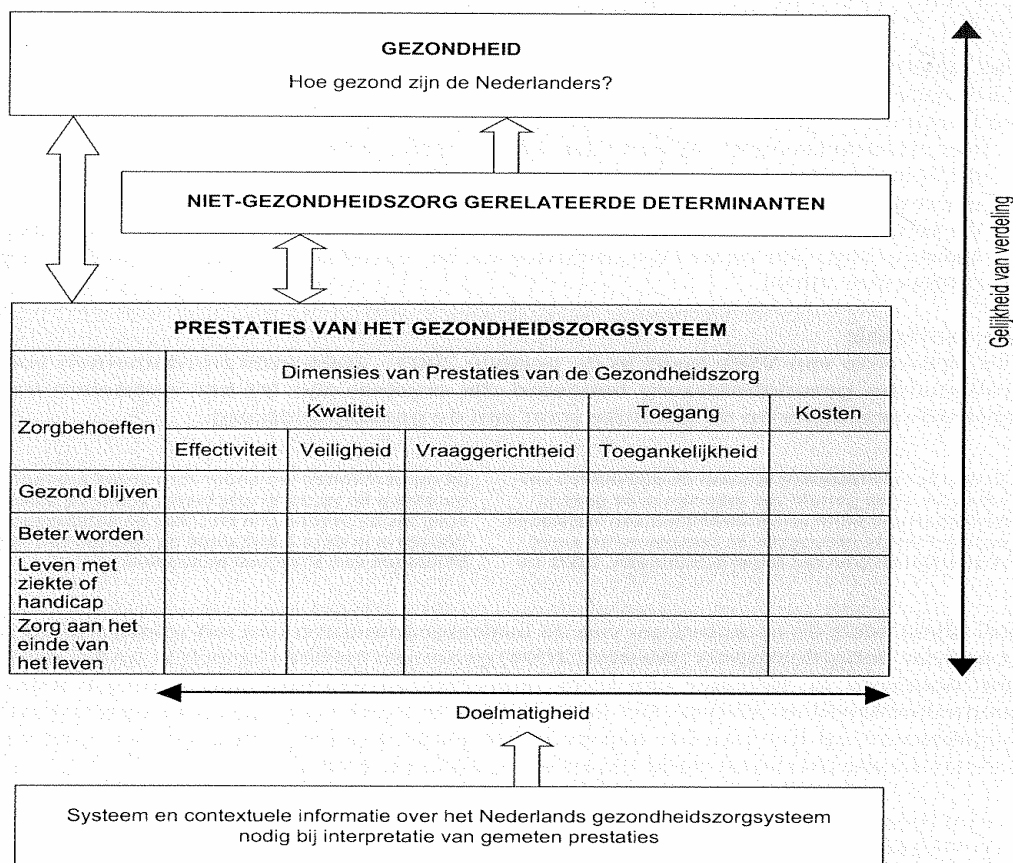 GEZONDHEID
Hoe gezond zijn de Nederlanders?
NIET-GEZONDHEIDSZORG GERELATEERDE DETERMINANTEN
Gelijkheid van verdeling
PRESTATIES VAN HET GEZONDHEIDSZORGSYSTEEM
Dimensies van Prestaties van de Gezondheidszorg
Zorgbehoeften
Kwaliteit
Toegang
Kosten
Effectiviteit
Veiligheid
Vraaggerichtheid
Toegankelijkheid
Gezond blijven
Beter worden
Leven met
ziekte of
handicap
Zorg aan het
einde van
het leven
Doelmatigheid
Systeem en contextuele informatie over het Nederlands gezondheidszorgsysteem
nodig bij interpretatie van gemeten prestaties